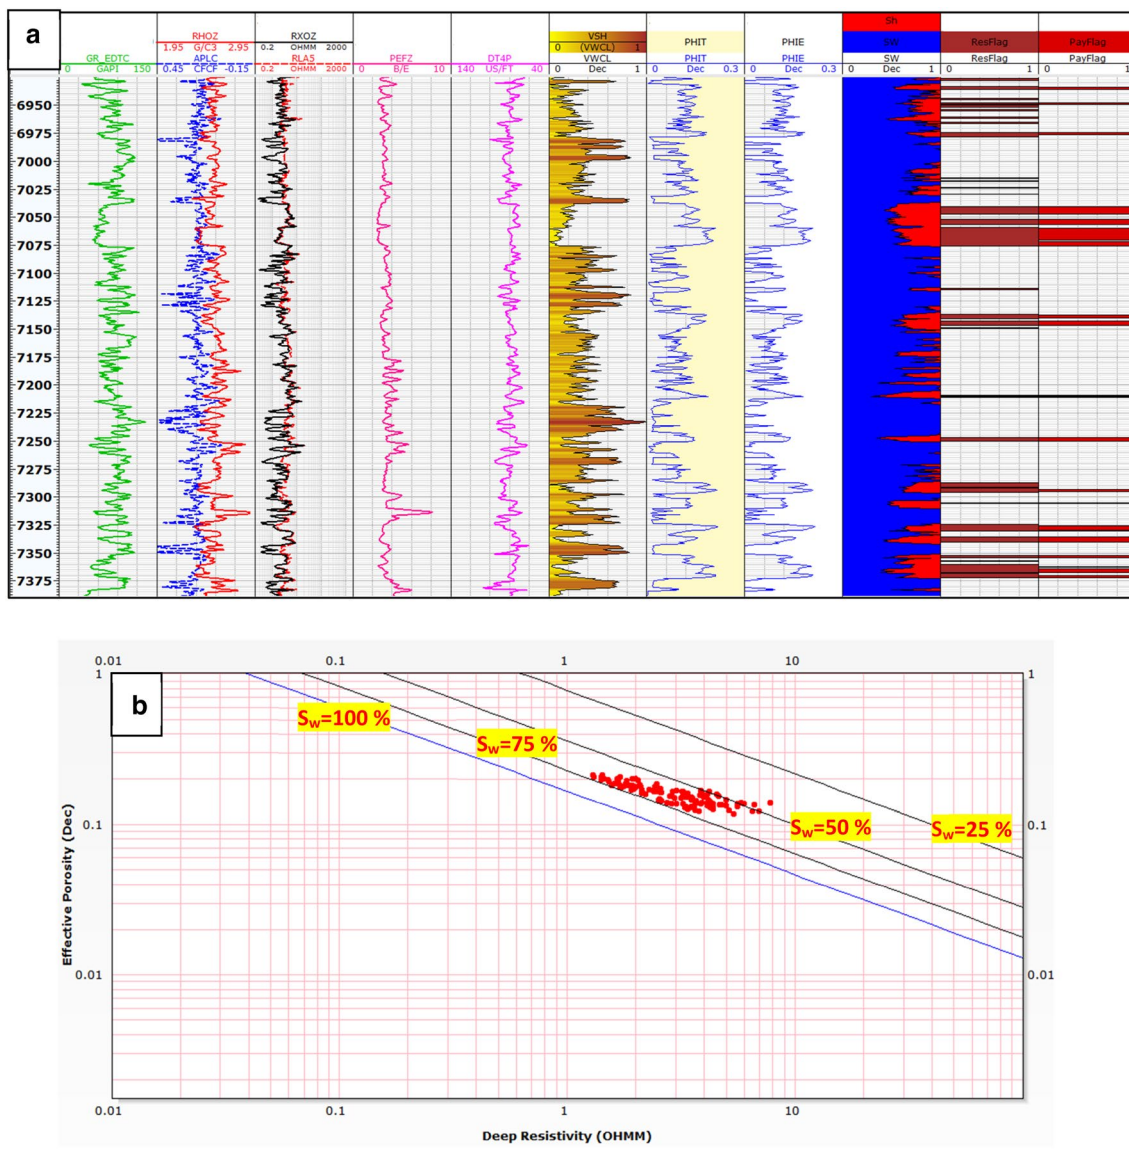 a
Sh
RHOZ RXOZ VSH
1.95 G/C3 2.95 0.2 OHMM 2000 0 (VWCL) 1 PHIT PHIE SW ResFlag PayFlag
GR_EDTC APLC RLA5 PEFZ DT4P VWCL PHIT PHIE SW ResFlag PayFlag
0 GAPI 150 0.45 CFCF -0.15 0.2 OHMM 2000 0 B/E 10 140 US/FT 40 0 Dec 1 0 Dec 0.3 0 Dec 0.3 0 Dec 1 0 1 0 1
6950
6975
7000
7025
7050
7075
7100
7125
7150
7175
7200
7225
7250
7275
7300
7325
7350
7375
b
0.01 0.1 1 10
1 1
Sw=100 %
Sw=75 %
Sw=50 %
Sw=25 %
0.1 0.1
0.01 0.01
0.01 0.1 1 10
Effective Porosity (Dec)
Deep Resistivity (OHMM)